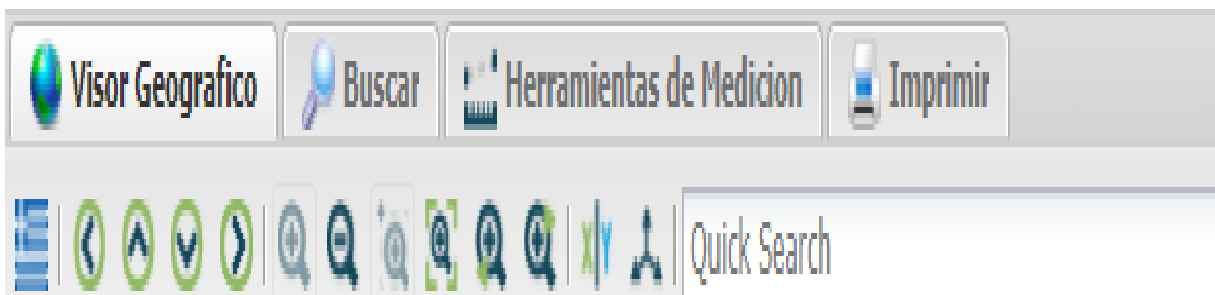 Visor Geografico Buscar Herramientas de Medicion Imprimir
X|Y Quick Search